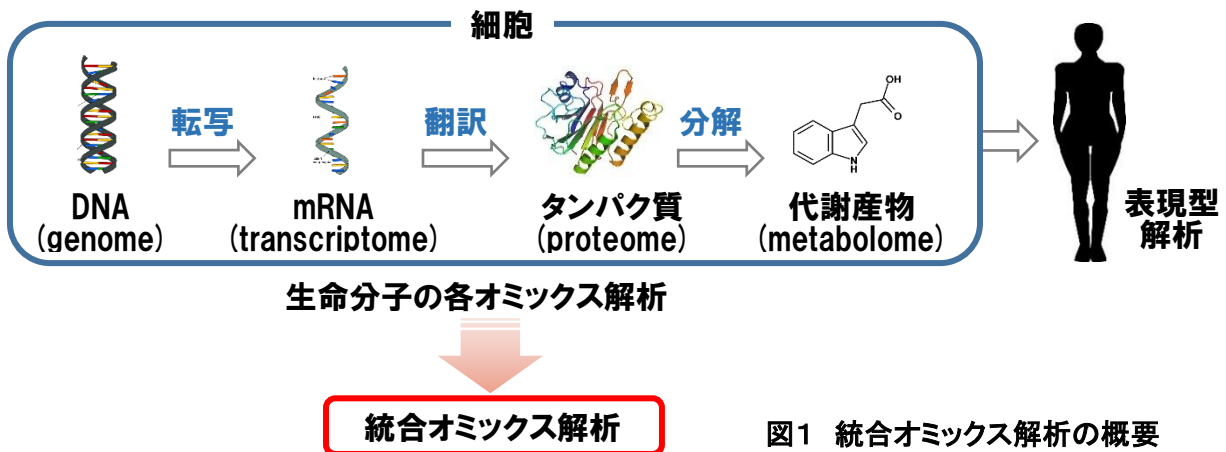 細胞
転写
翻訳
分解
OH
O
N
H
DNA
(genome)
mRNA
(transcriptome)
タンパク質
(proteome)
代謝産物
(metabolome)
表現型
解析
生命分子の各オミックス解析
統合オミックス解析
図1 統合オミックス解析の概要